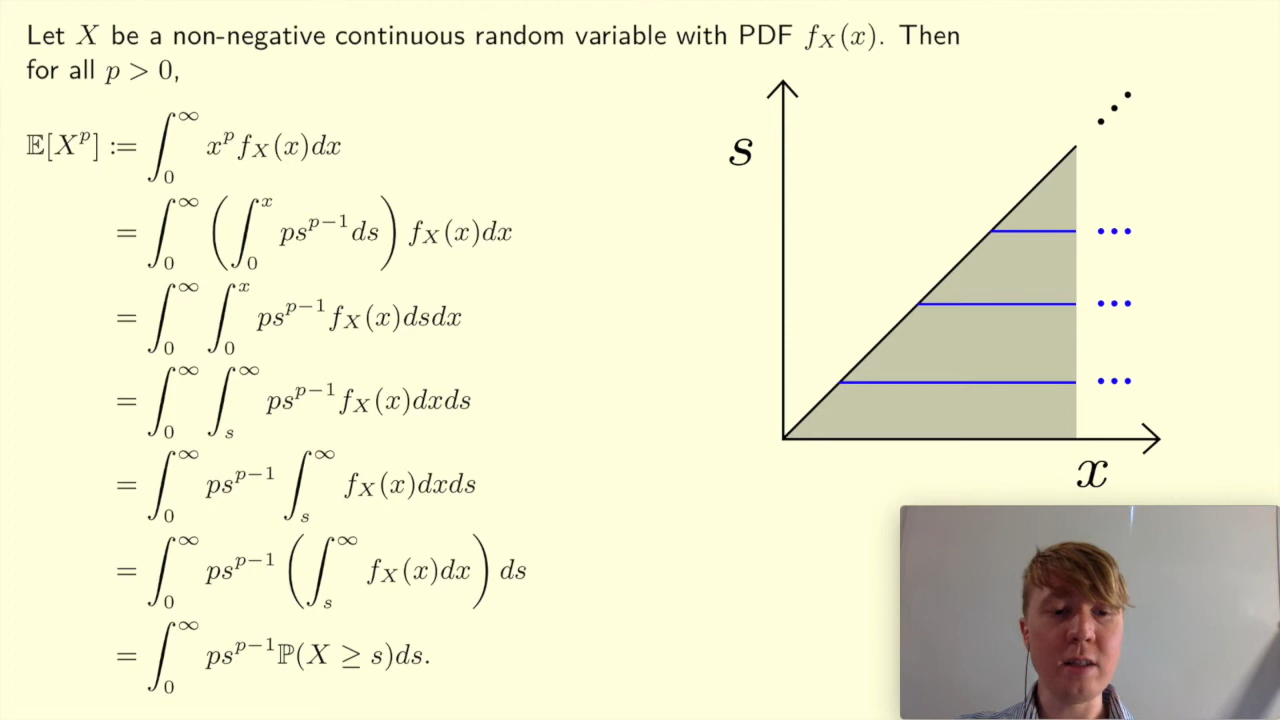 Let X be a non-negative continuous random variable with PDF f_X(x). Then
for all p > 0,
𝔼[X^p] := ∫_0^∞ x^p f_X(x)dx
= ∫_0^∞ (∫_0^x ps^{p−1}ds) f_X(x)dx
= ∫_0^∞ ∫_0^x ps^{p−1} f_X(x)dsdx
= ∫_0^∞ ∫_s^∞ ps^{p−1} f_X(x)dxds
= ∫_0^∞ ps^{p−1} ∫_s^∞ f_X(x)dxds
= ∫_0^∞ ps^{p−1} (∫_s^∞ f_X(x)dx) ds
= ∫_0^∞ ps^{p−1}ℙ(X ≥ s)ds.
s
x